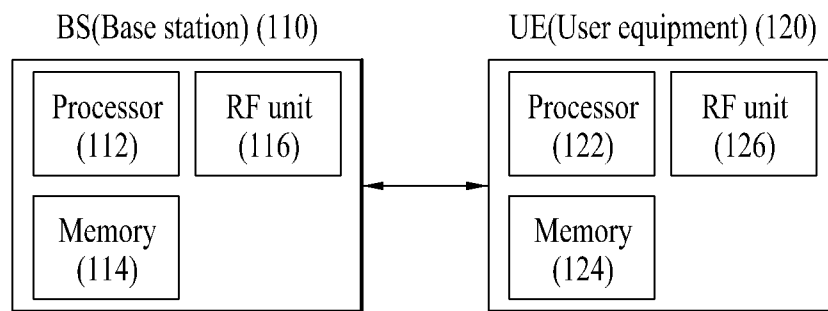 BS(Base station) (110)
Processor
(112)
RF unit
(116)
Memory
(114)
UE(User equipment) (120)
Processor
(122)
RF unit
(126)
Memory
(124)